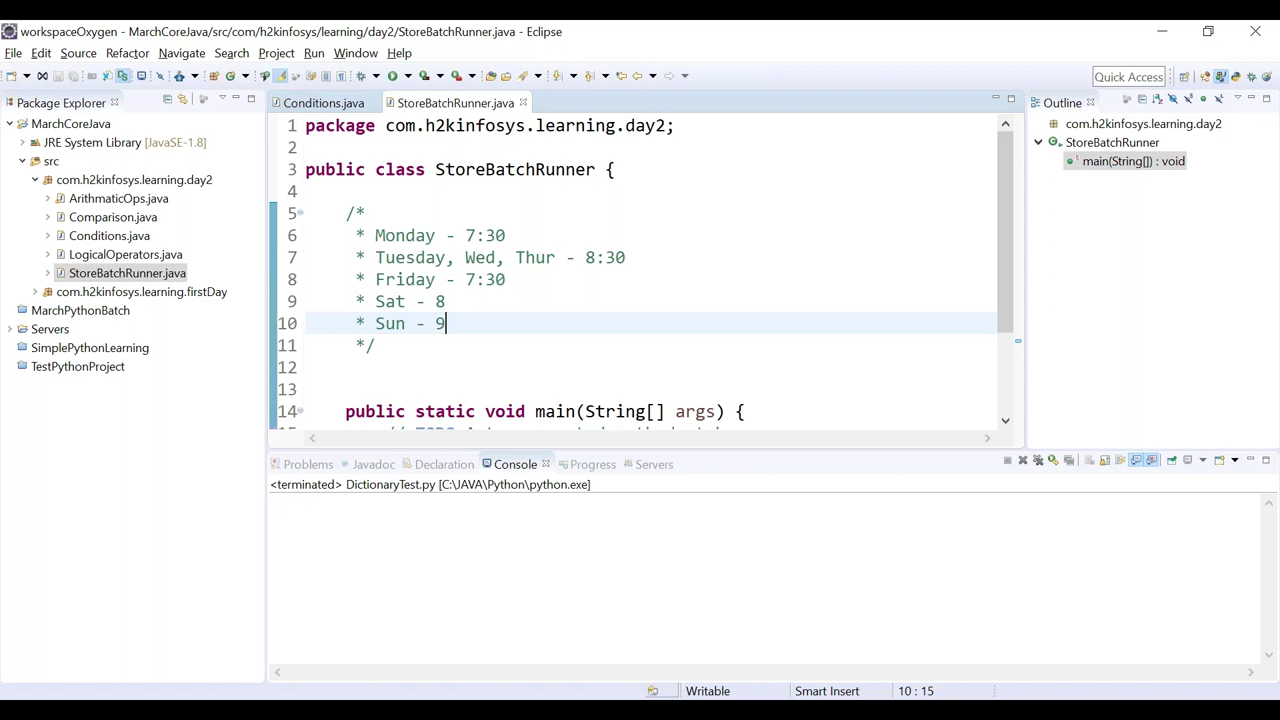 workspaceOxygen - MarchCoreJava/src/com/h2kinfosys/learning/day2/StoreBatchRunner.java - Eclipse
File Edit Source Refactor Navigate Search Project Run Window Help
Quick Access
Package Explorer
MarchCoreJava
JRE System Library [JavaSE-1.8]
src
com.h2kinfosys.learning.day2
ArithmaticOps.java
Comparison.java
Conditions.java
LogicalOperators.java
StoreBatchRunner.java
com.h2kinfosys.learning.firstDay
MarchPythonBatch
Servers
SimplePythonLearning
TestPythonProject
Conditions.java StoreBatchRunner.java
1 package com.h2kinfosys.learning.day2;
2
3 public class StoreBatchRunner {
4
5 /*
6 * Monday - 7:30
7 * Tuesday, Wed, Thur - 8:30
8 * Friday - 7:30
9 * Sat - 8
10 * Sun - 9
11 */
12
13
14 public static void main(String[] args) {
Outline
com.h2kinfosys.learning.day2
StoreBatchRunner
main(String[]) : void
Problems Javadoc Declaration Console Progress Servers
<terminated> DictionaryTest.py [C:\JAVA\Python\python.exe]
Writable Smart Insert 10 : 15